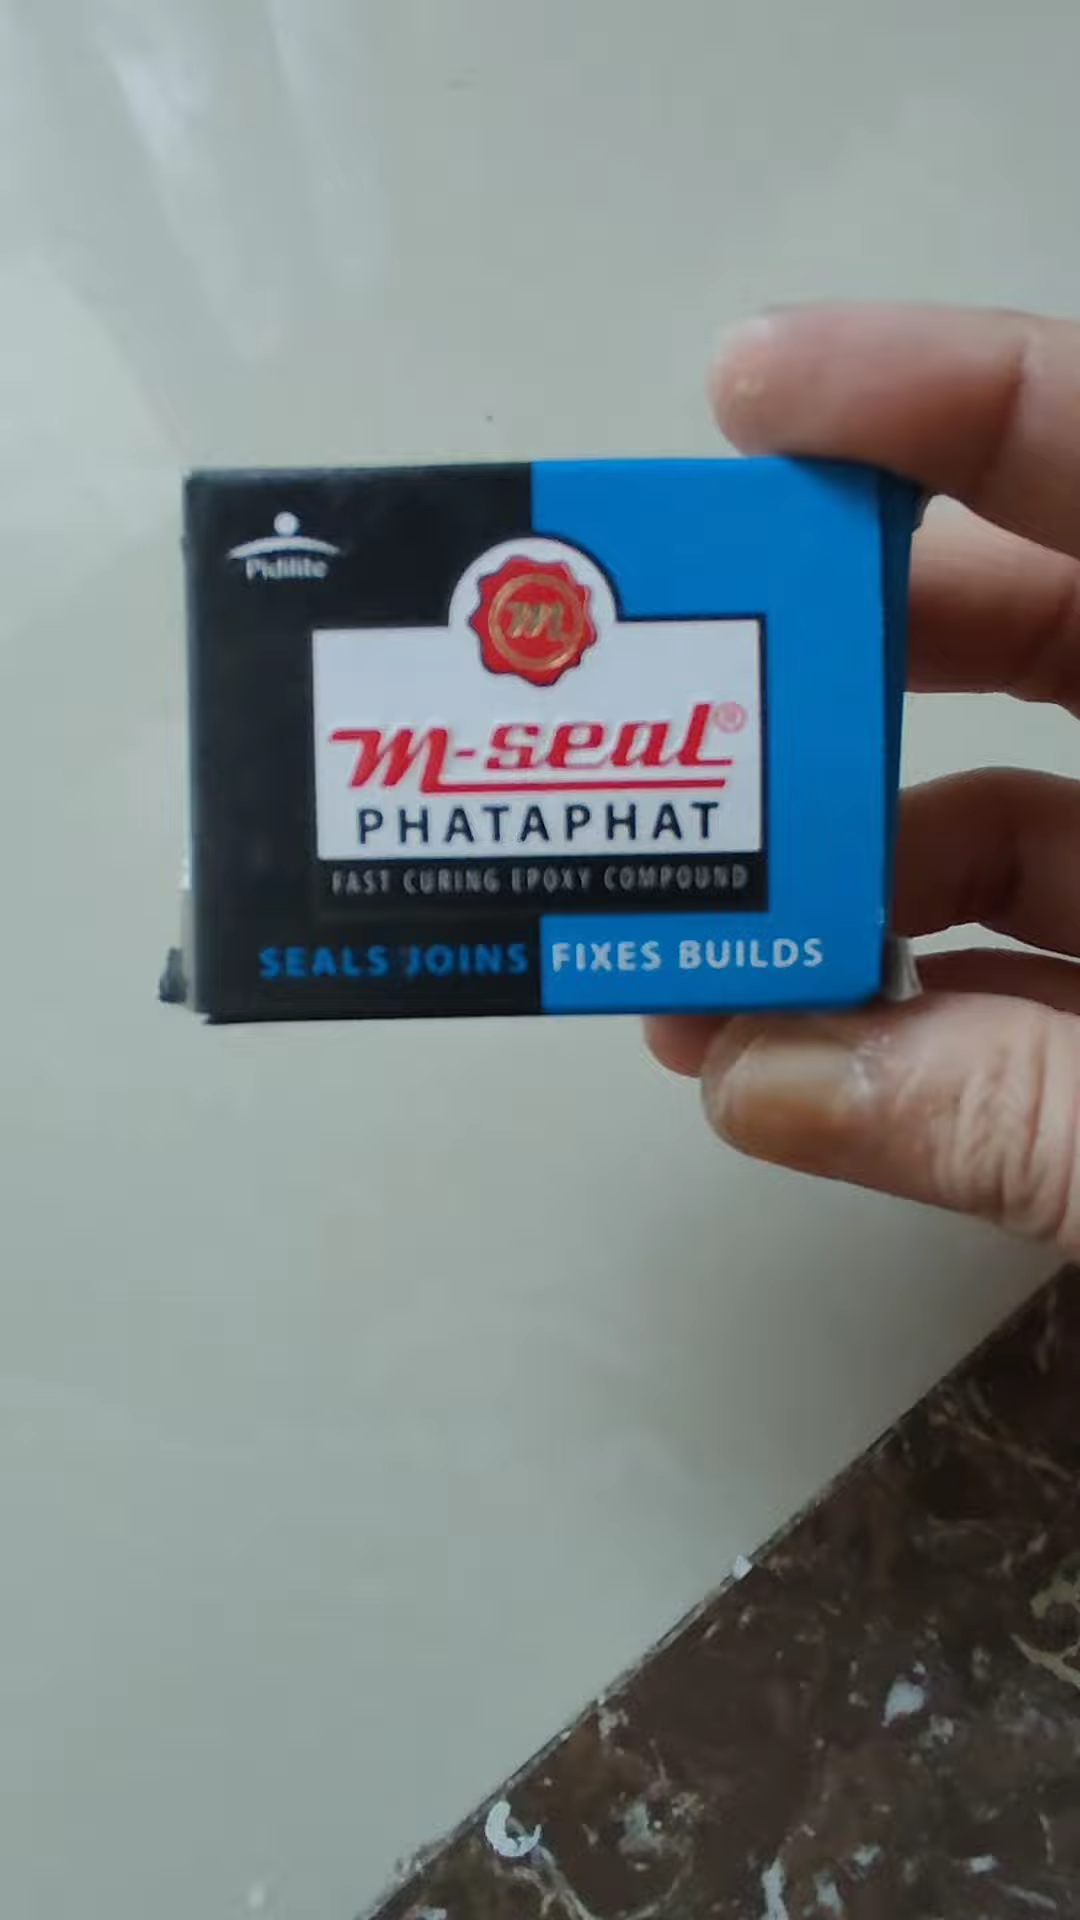 Pidilite
m
m-seal®
PHATAPHAT
FAST CURING EPOXY COMPOUND
SEALS JOINS FIXES BUILDS